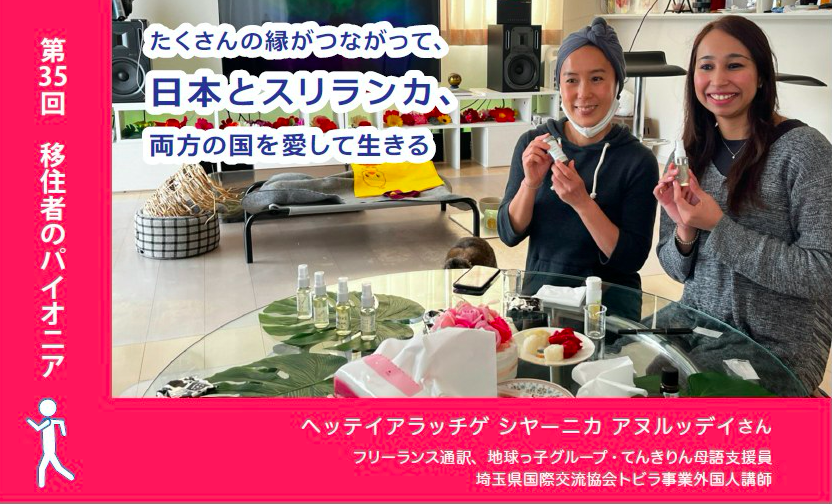 第35回　移住者のパイオニア
たくさんの縁がつながって、
日本とスリランカ、
両方の国を愛して生きる
ヘッテイアラッチゲ シヤーニカ アヌルッデイさん
フリーランス通訳、地球っ子グループ・てんきりん母語支援員
埼玉県国際交流協会トビラ事業外国人講師